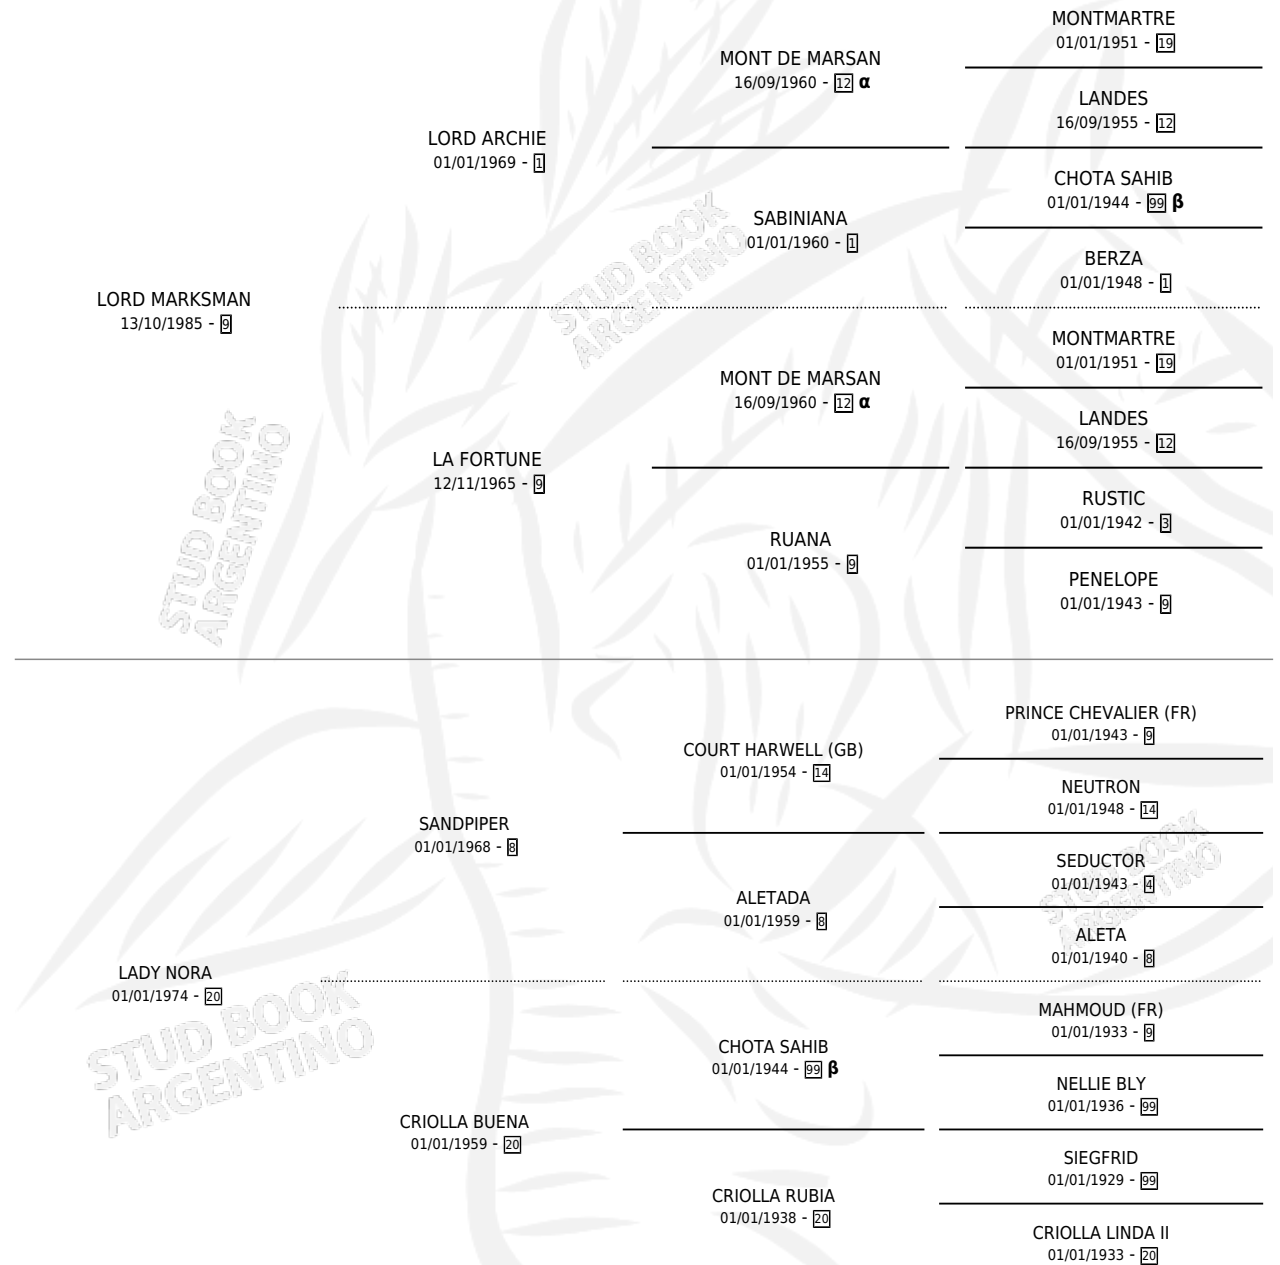 MONTMARTRE
01/01/1951 - 19
MONT DE MARSAN
16/09/1960 - 12 α
LANDES
16/09/1955 - 12
LORD ARCHIE
01/01/1969 - 1
CHOTA SAHIB
01/01/1944 - 99 β
SABINIANA
01/01/1960 - 1
BERZA
01/01/1948 - 1
LORD MARKSMAN
13/10/1985 - 9
MONTMARTRE
01/01/1951 - 19
MONT DE MARSAN
16/09/1960 - 12 α
LANDES
16/09/1955 - 12
LA FORTUNE
12/11/1965 - 9
RUSTIC
01/01/1942 - 3
RUANA
01/01/1955 - 9
PENELOPE
01/01/1943 - 9
STUD BOOK
ARGENTINO
STUD BOOK
ARGENTINO
PRINCE CHEVALIER (FR)
01/01/1943 - 9
COURT HARWELL (GB)
01/01/1954 - 14
NEUTRON
01/01/1948 - 14
SANDPIPER
01/01/1968 - 8
SEDUCTOR
01/01/1943 - 4
ALETADA
01/01/1959 - 8
ALETA
01/01/1940 - 8
LADY NORA
01/01/1974 - 20
MAHMOUD (FR)
01/01/1933 - 9
CHOTA SAHIB
01/01/1944 - 99 β
NELLIE BLY
01/01/1936 - 99
CRIOLLA BUENA
01/01/1959 - 20
SIEGFRID
01/01/1929 - 99
CRIOLLA RUBIA
01/01/1938 - 20
CRIOLLA LINDA II
01/01/1933 - 20
STUD BOOK
ARGENTINO
STUD BOOK
ARGENTINO